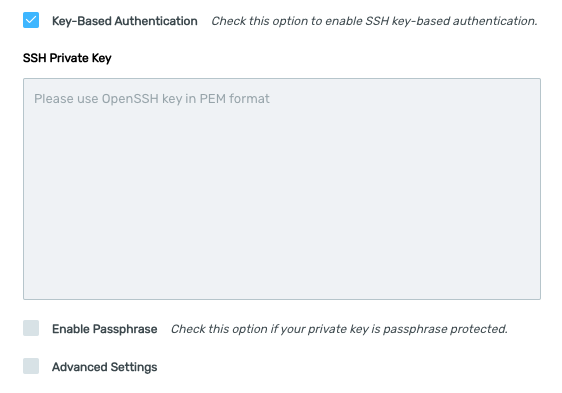 Key-Based Authentication Check this option to enable SSH key-based authentication.
SSH Private Key
Please use OpenSSH key in PEM format
Enable Passphrase Check this option if your private key is passphrase protected.
Advanced Settings